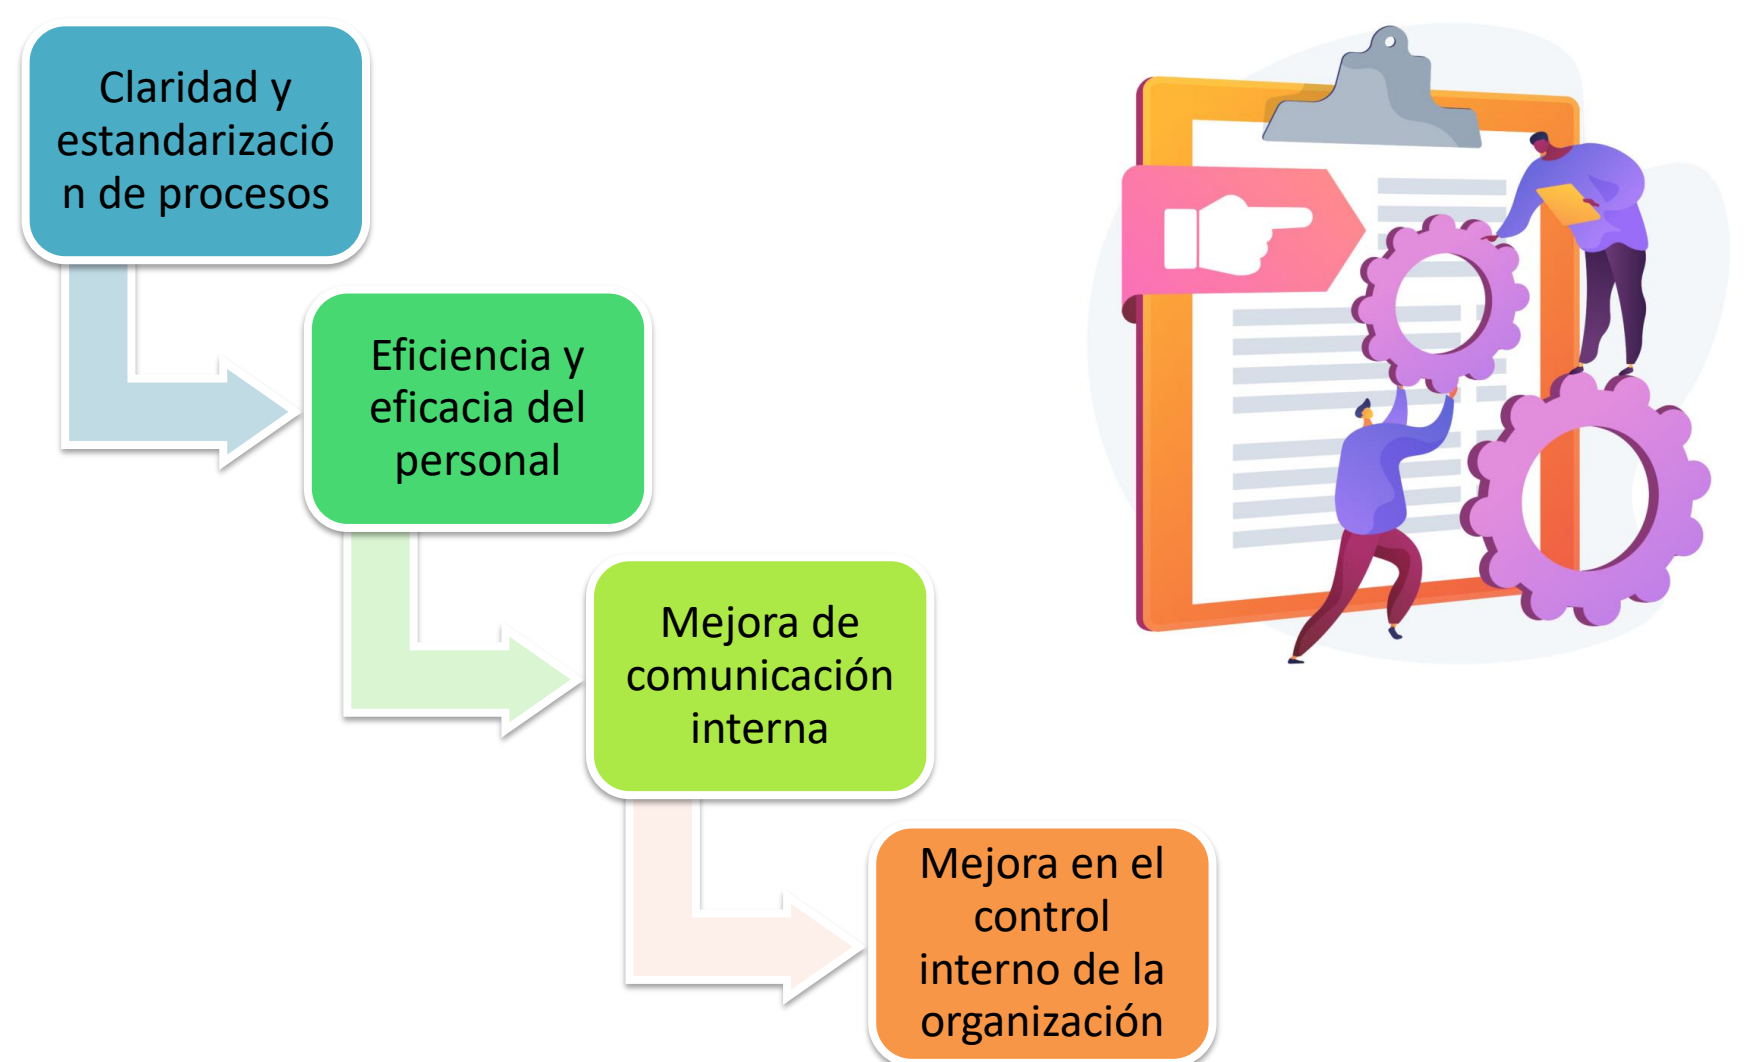 Claridad y
estandarizació
n de procesos
Eficiencia y
eficacia del
personal
Mejora de
comunicación
interna
Mejora en el
control
interno de la
organización